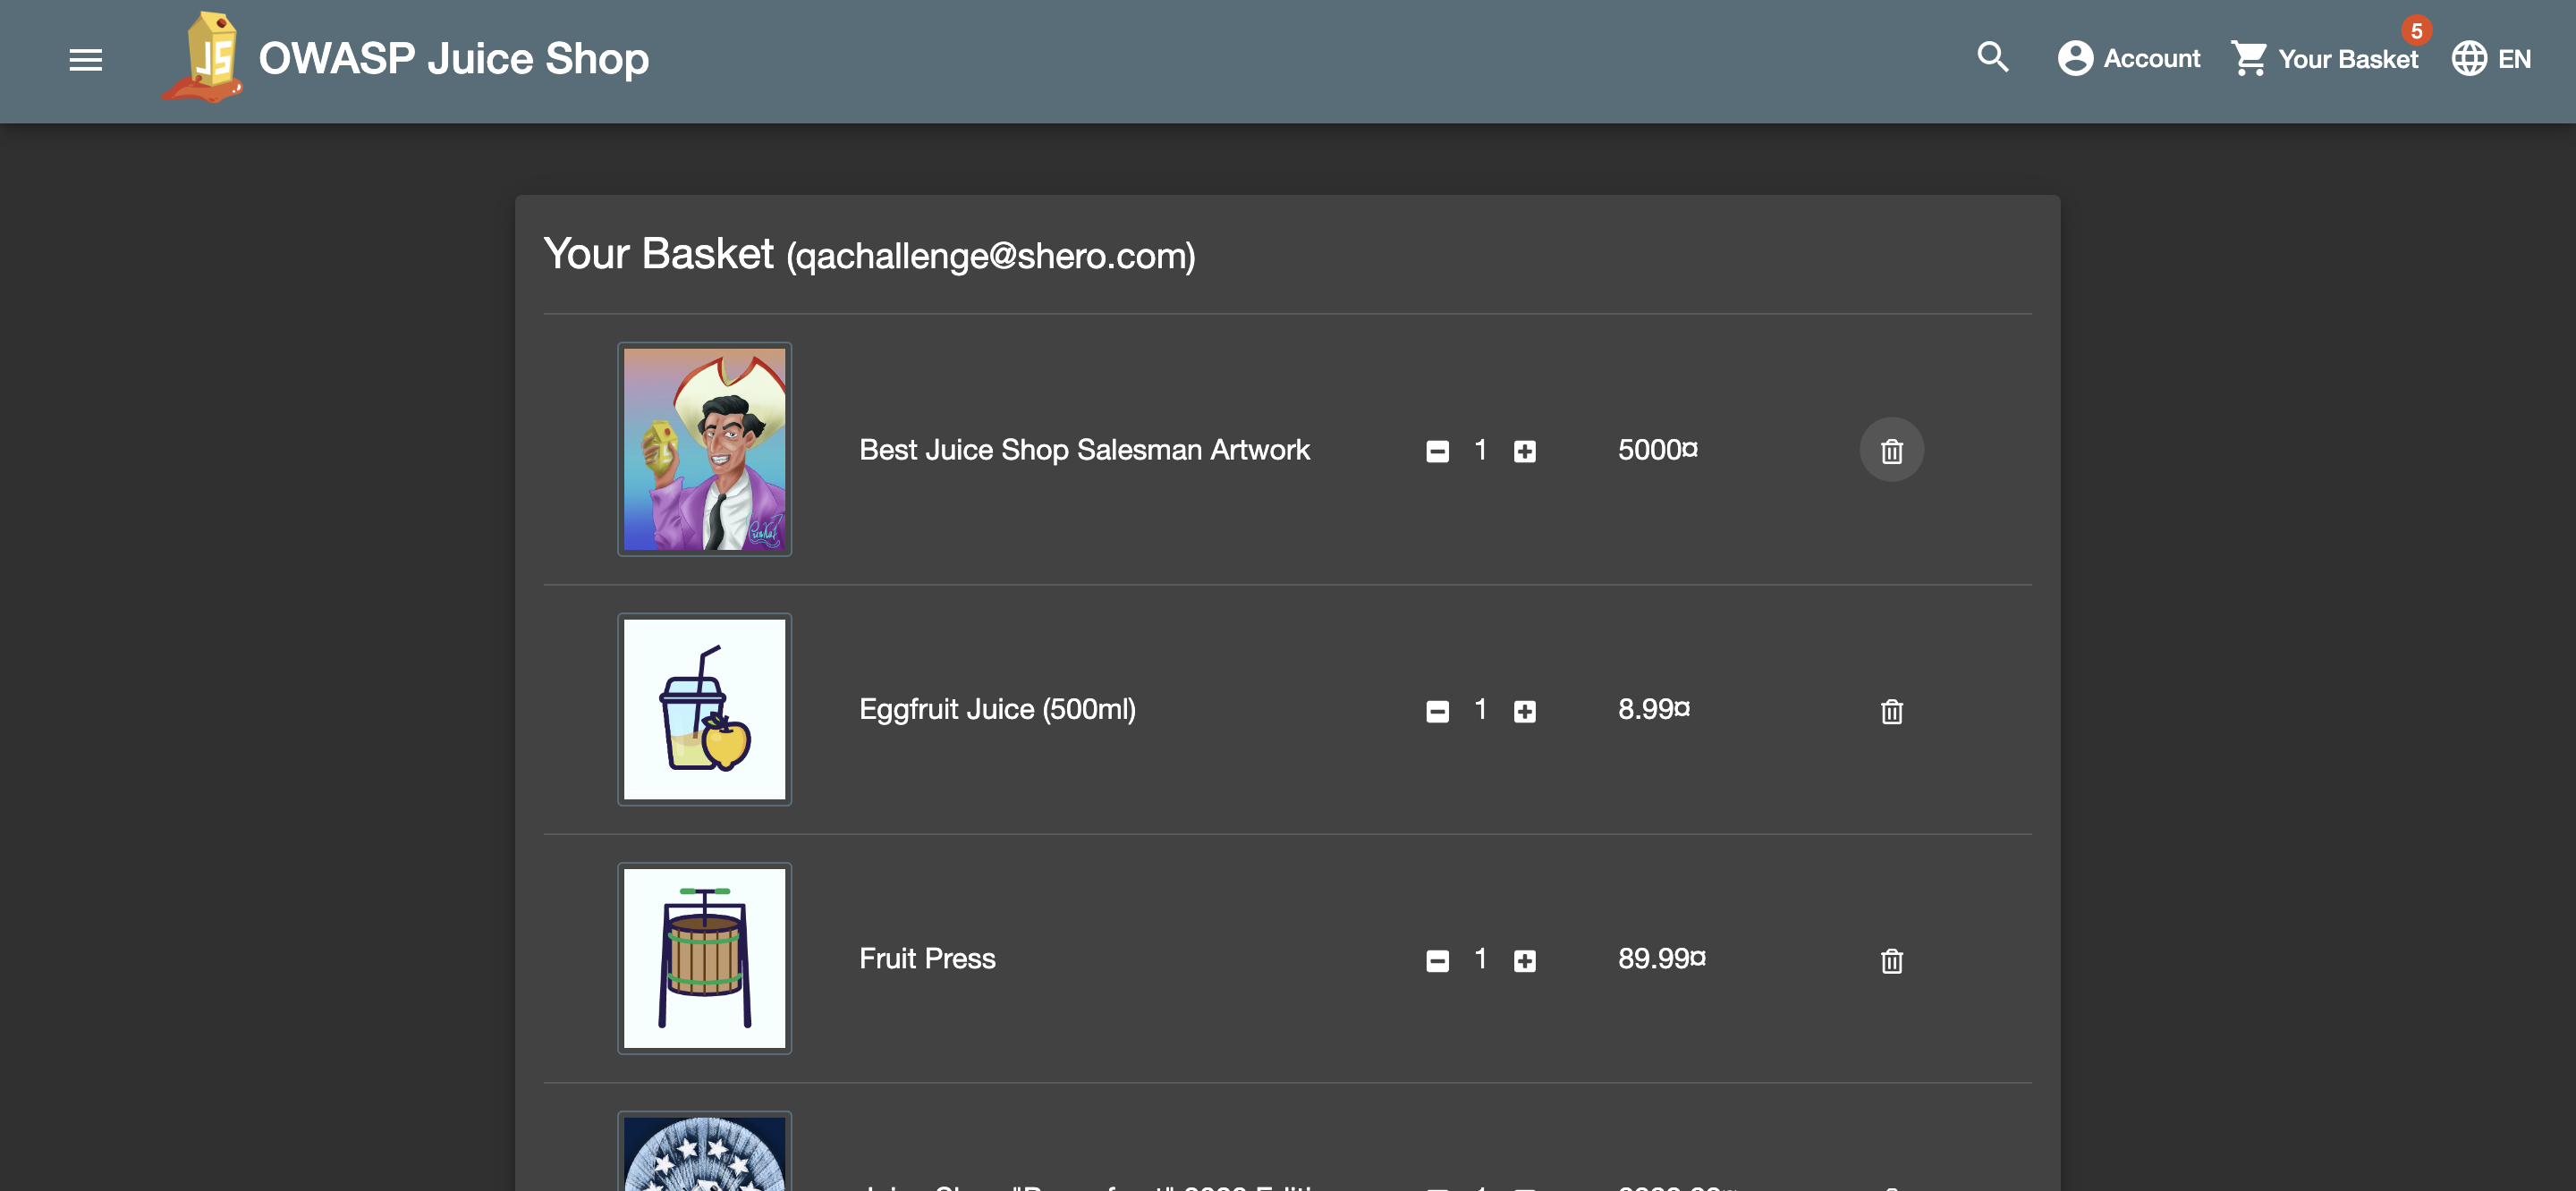 OWASP Juice Shop
Account
Your Basket
5
EN
Your Basket (qachallenge@shero.com)
Best Juice Shop Salesman Artwork 1 5000¤
Eggfruit Juice (500ml) 1 8.99¤
Fruit Press 1 89.99¤